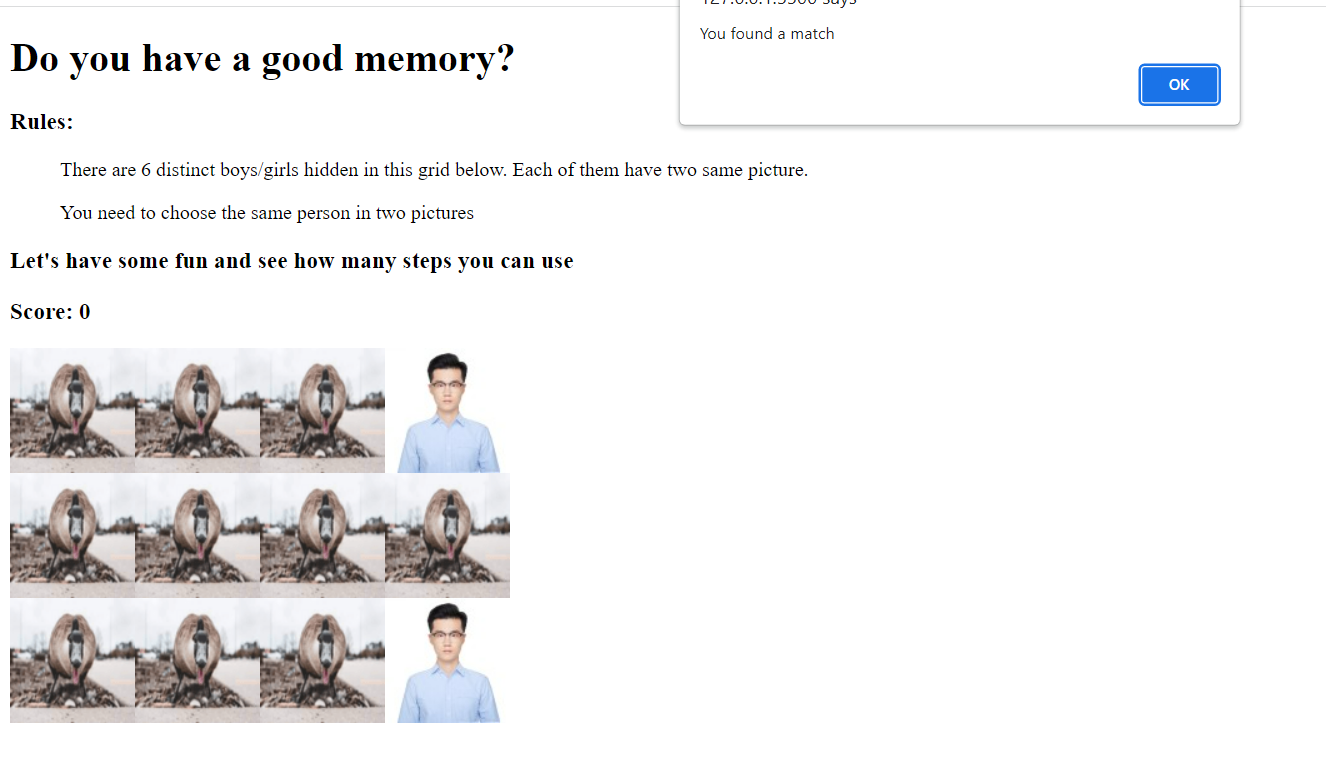 says
You found a match
OK
Do you have a good memory?
Rules:
There are 6 distinct boys/girls hidden in this grid below. Each of them have two same picture.
You need to choose the same person in two pictures
Let's have some fun and see how many steps you can use
Score: 0